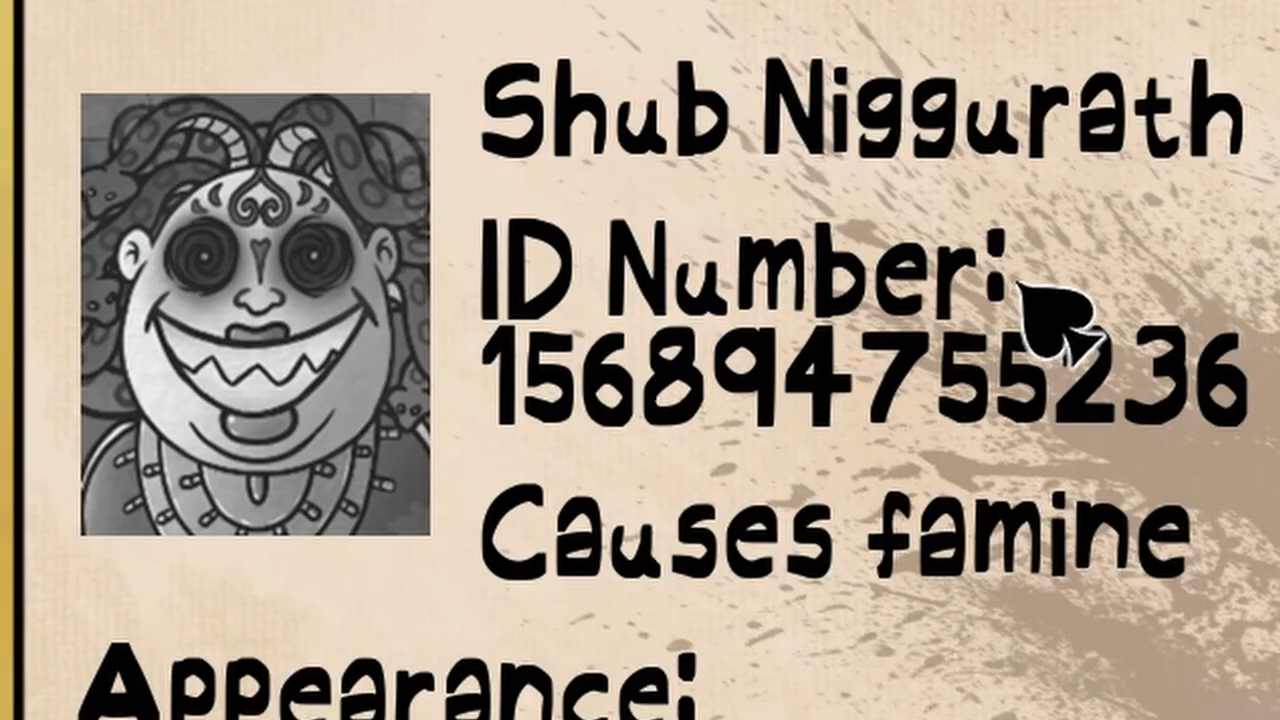 Shub Niggurath
ID Number:
156894755236
Causes famine
Appearance: